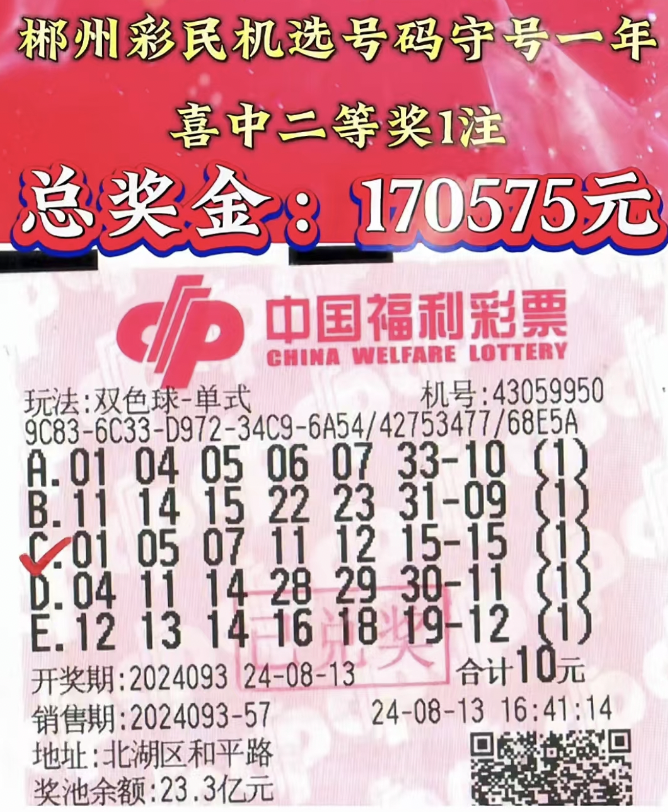 郴州彩民机选号码守号一年
喜中二等奖1注
总奖金：170575元
中国福利彩票
CHINA WELFARE LOTTERY
玩法:双色球-单式 机号:43059950
9C83-6C33-D972-34C9-6A54/42753477/68E5A
A.01 04 05 06 07 33-10 (1)
B.11 14 15 22 23 31-09 (1)
C.01 05 07 11 12 15-15 (1)
D.04 11 14 28 29 30-11 (1)
E.12 13 14 16 18 19-12 (1)
已兑奖
开奖期:2024093 24-08-13 合计10元
销售期:2024093-57 24-08-13 16:41:14
地址:北湖区和平路
奖池余额:23.3亿元